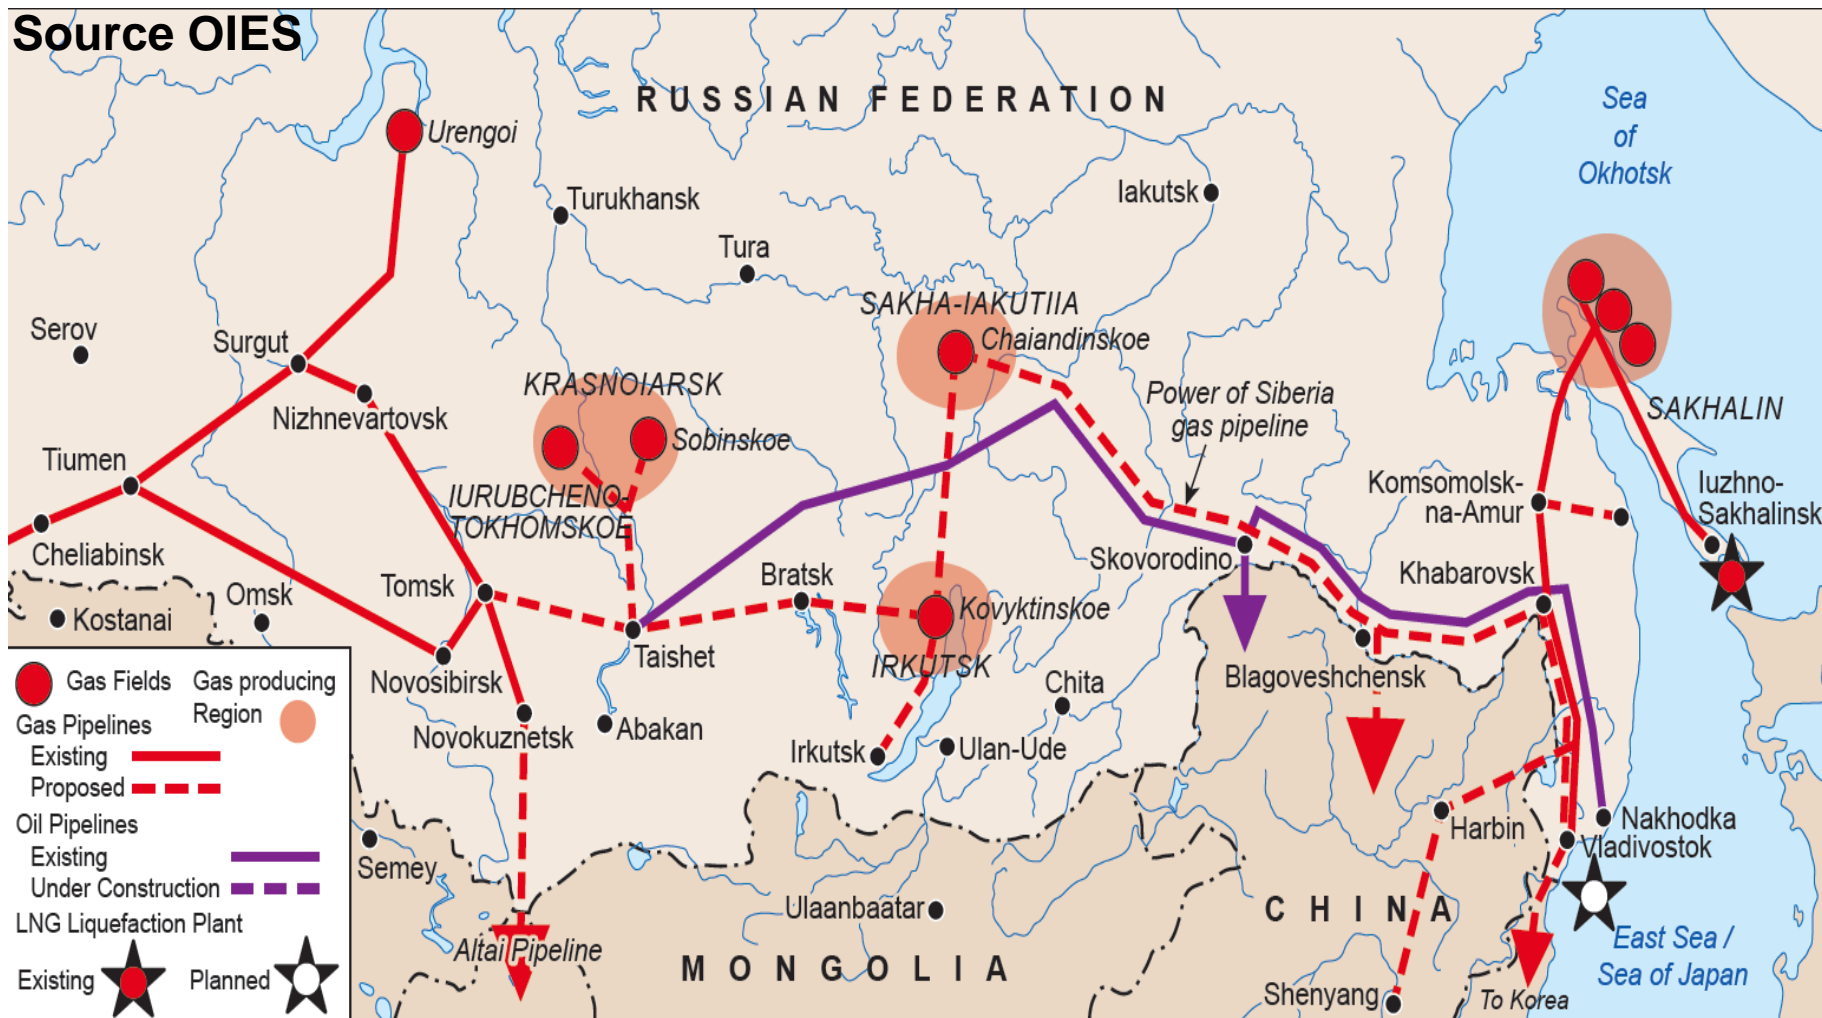 Source OIES
RUSSIAN FEDERATION
Sea
of
Okhotsk
Urengoi
Turukhansk
Iakutsk
Tura
SAKHA-IAKUTIIA
Chaiandinskoe
Serov
Surgut
KRASNOIARSK
Nizhnevartovsk
Sobinskoe
Power of Siberia
gas pipeline
SAKHALIN
Tiumen
IURUBCHENO-
TOKHOMSKOE
Komsomolsk-
na-Amur
Iuzhno-
Sakhalinsk
Cheliabinsk
Skovorodino
Omsk
Tomsk
Bratsk
Khabarovsk
Kostanai
Kovyktinskoe
Taishet
IRKUTSK
Novosibirsk
Chita
Blagoveshchensk
Novokuznetsk
Abakan
Irkutsk
Ulan-Ude
Harbin
Nakhodka
Vladivostok
Semey
Ulaanbaatar
CHINA
Altai Pipeline
MONGOLIA
East Sea /
Sea of Japan
Shenyang
To Korea
Gas Fields
Gas producing
Region
Gas Pipelines
Existing
Proposed
Oil Pipelines
Existing
Under Construction
LNG Liquefaction Plant
Existing
Planned